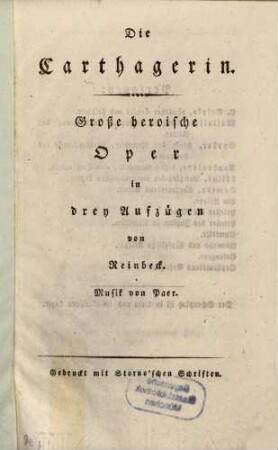 Die
Carthagerin.
Große heroische
Oper
in
drey Aufzügen
von
Reinbeck.
Musik von Paer.
Gedruckt mit Storno'schen Schriften.